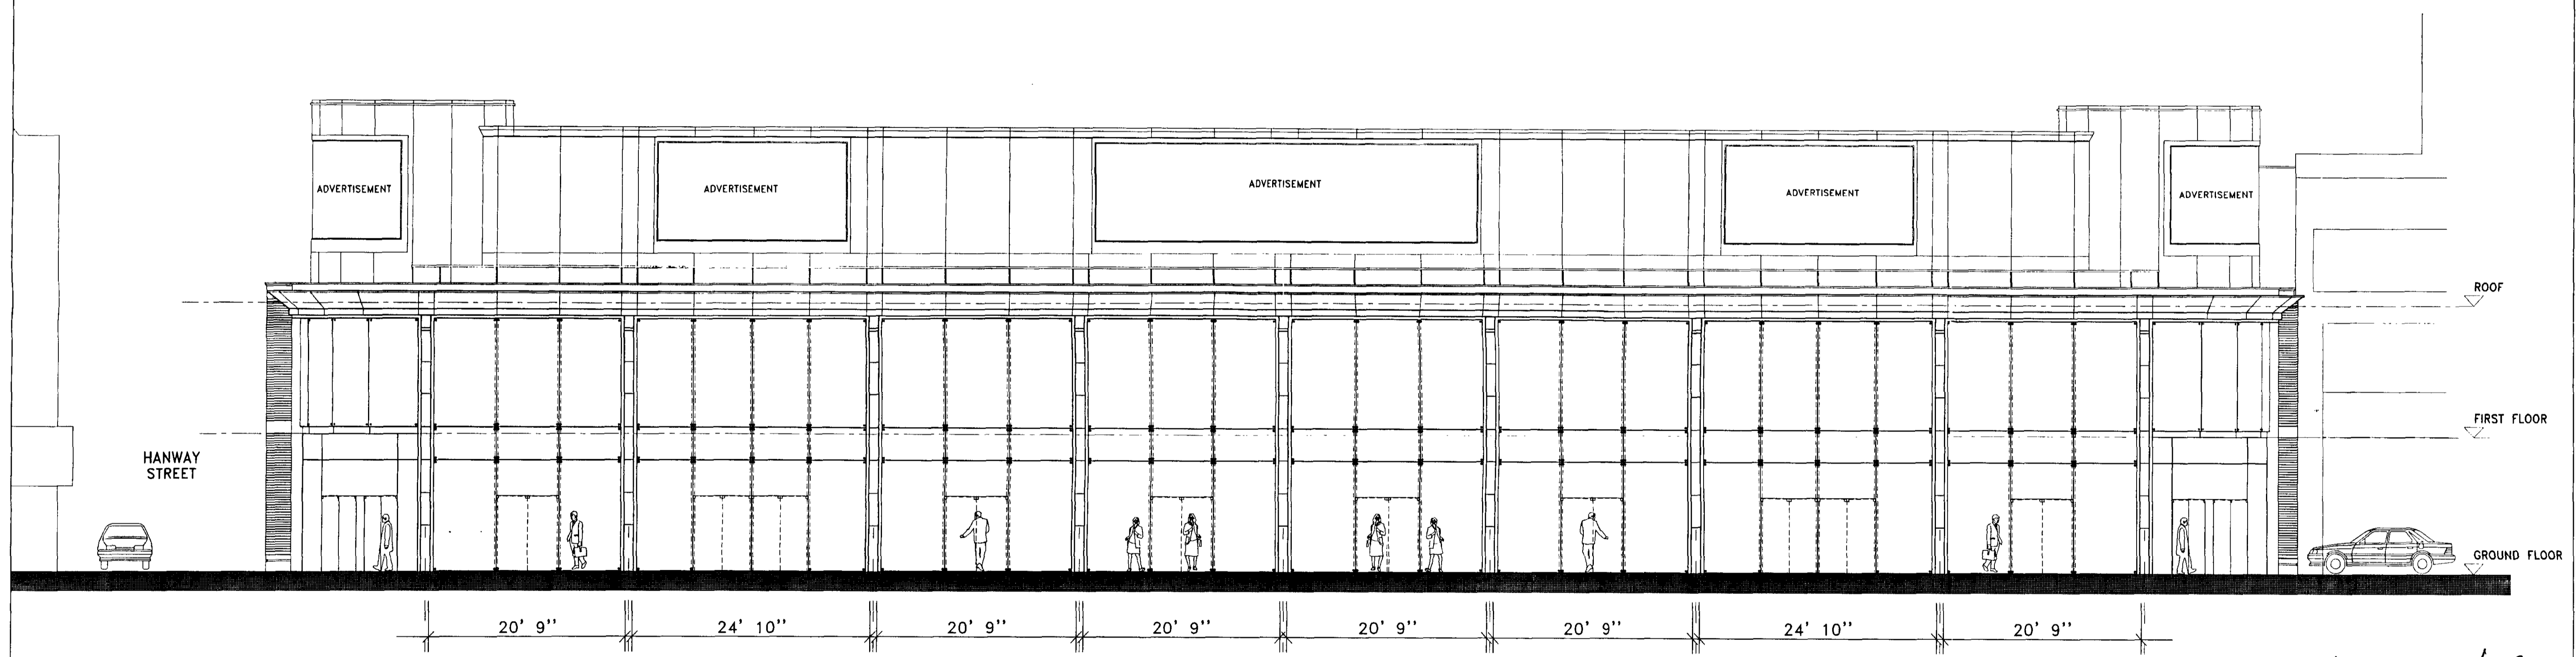 ADVERTISEMENT
ADVERTISEMENT
ADVERTISEMENT
ADVERTISEMENT
ADVERTISEMENT
ROOF
FIRST FLOOR
HANWAY
STREET
GROUND FLOOR
20' 9''
24' 10''
20' 9''
20' 9''
20' 9''
20' 9''
24' 10''
20' 9''